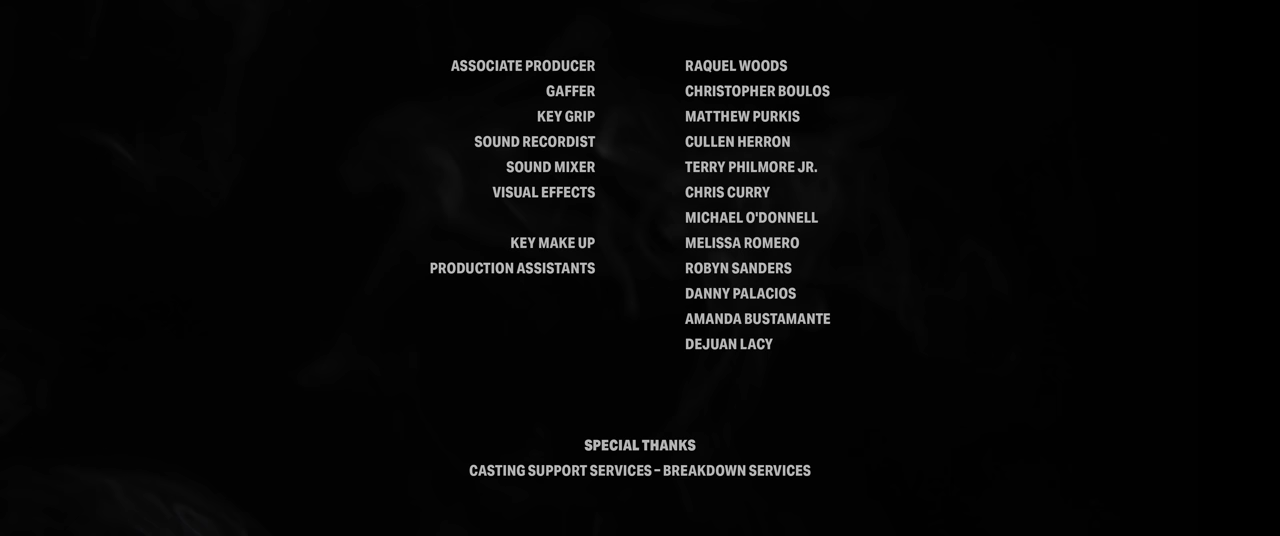 ASSOCIATE PRODUCER RAQUEL WOODS
GAFFER CHRISTOPHER BOULOS
KEY GRIP MATTHEW PURKIS
SOUND RECORDIST CULLEN HERRON
SOUND MIXER TERRY PHILMORE JR.
VISUAL EFFECTS CHRIS CURRY
MICHAEL O'DONNELL
KEY MAKE UP MELISSA ROMERO
PRODUCTION ASSISTANTS ROBYN SANDERS
DANNY PALACIOS
AMANDA BUSTAMANTE
DEJUAN LACY
SPECIAL THANKS
CASTING SUPPORT SERVICES – BREAKDOWN SERVICES